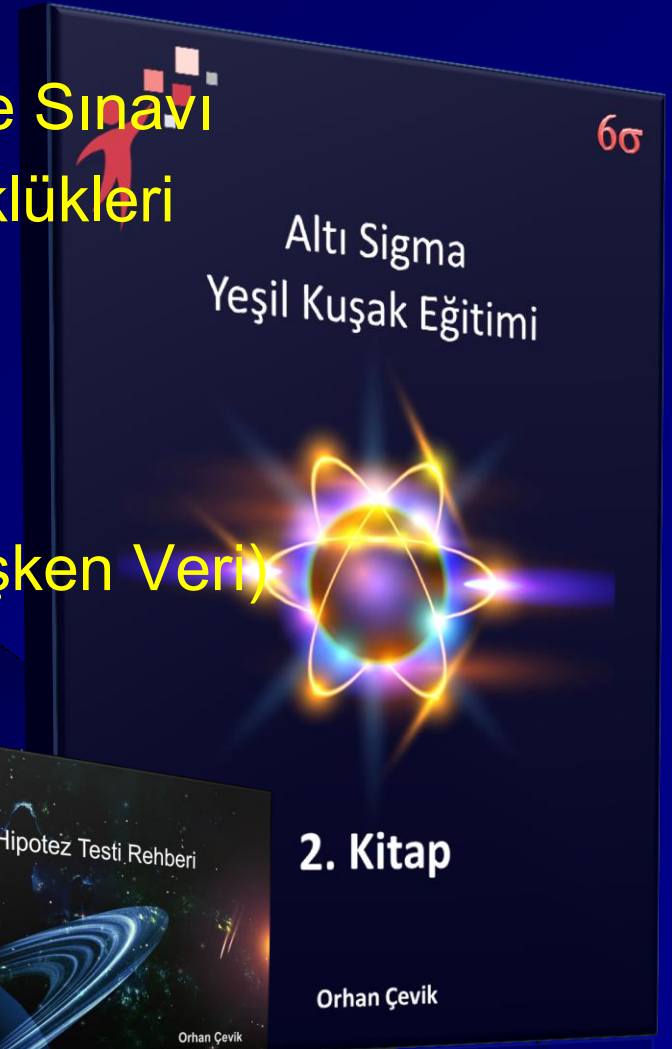 e Sınavı
klükleri
şken Veri)
6σ
Altı Sigma
Yeşil Kuşak Eğitimi
2. Kitap
Orhan Çevik
Hipotez Testi Rehberi
Orhan Çevik